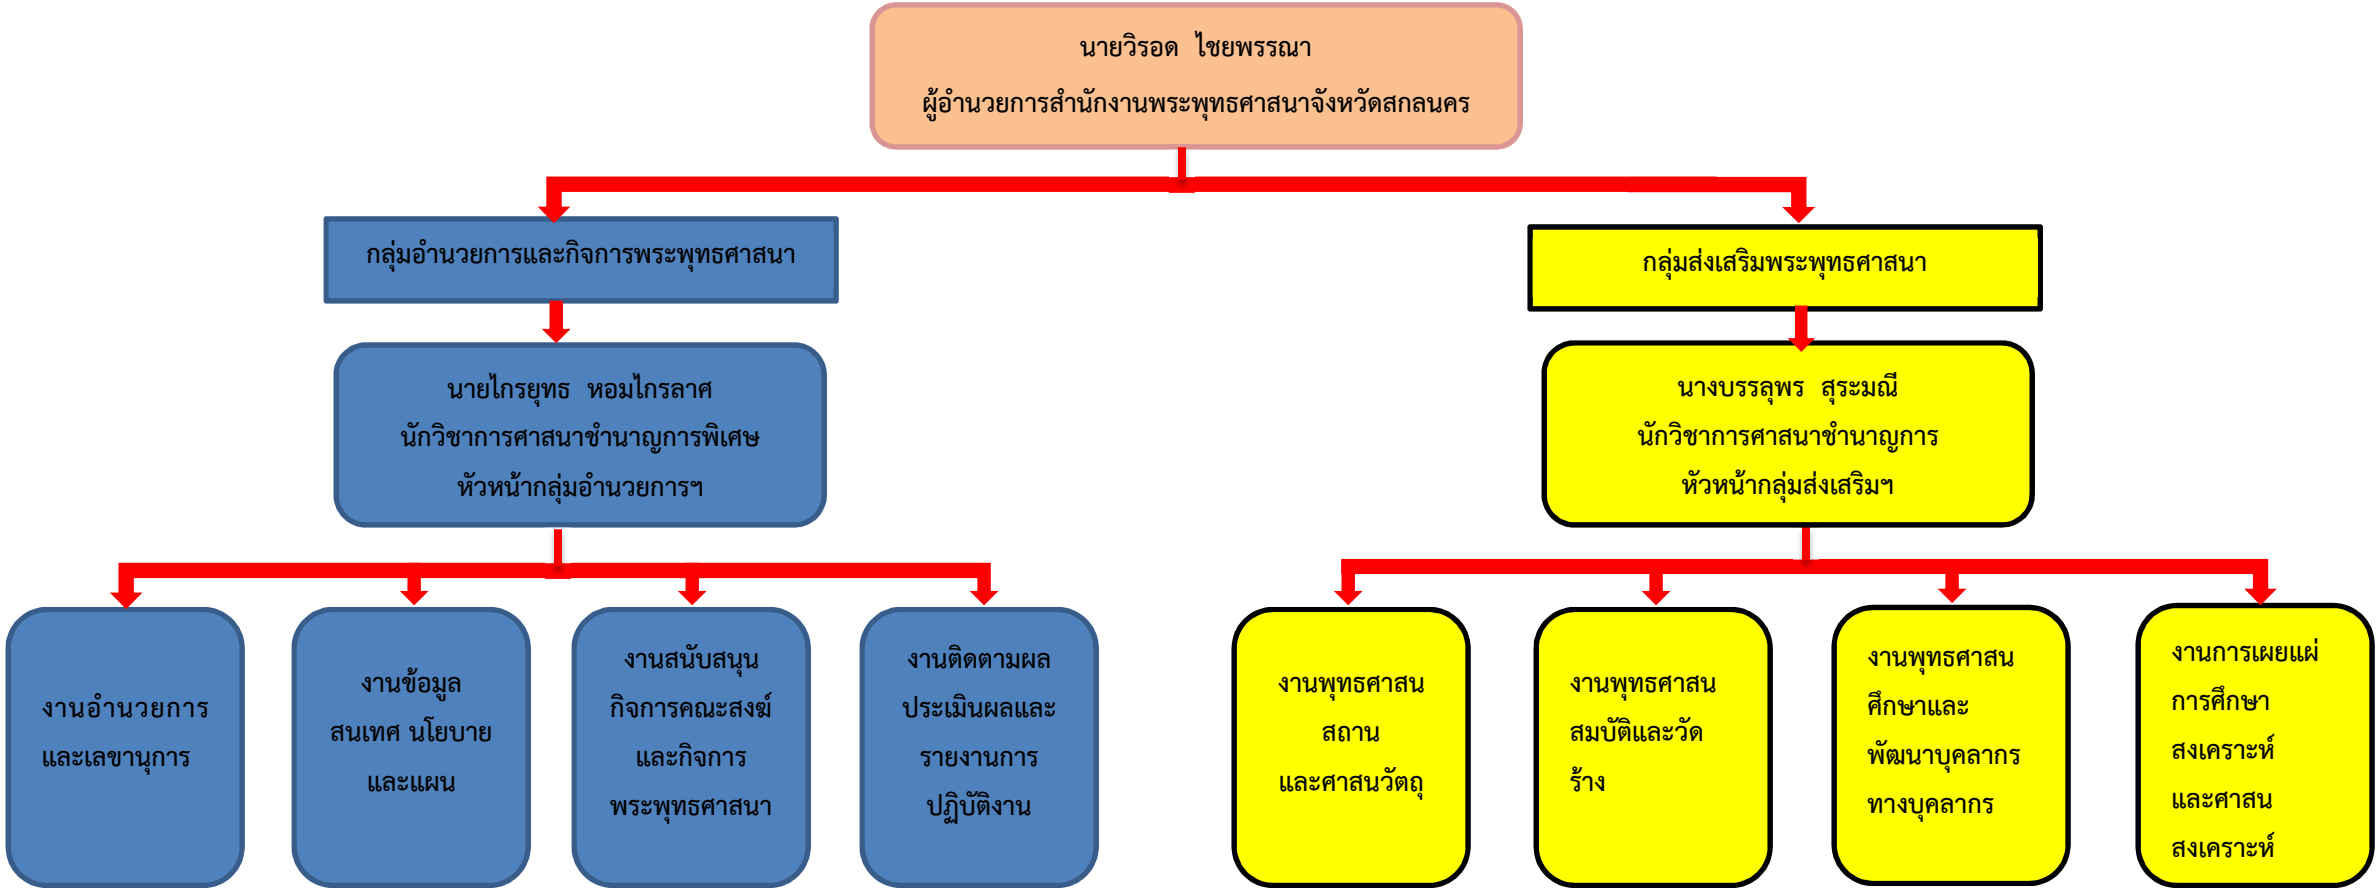 นายวิรอด ไชยพรรณา
ผู้อำนวยการสำนักงานพระพุทธศาสนาจังหวัดสกลนคร
กลุ่มอำนวยการและกิจการพระพุทธศาสนา
กลุ่มส่งเสริมพระพุทธศาสนา
นายไกรยุทธ หอมไกรลาศ
นักวิชาการศาสนาชำนาญการพิเศษ
หัวหน้ากลุ่มอำนวยการฯ
นางบรรลุพร สุระมณี
นักวิชาการศาสนาชำนาญการ
หัวหน้ากลุ่มส่งเสริมฯ
งานอำนวยการ
และเลขานุการ
งานข้อมูล
สนเทศ นโยบาย
และแผน
งานสนับสนุน
กิจการคณะสงฆ์
และกิจการ
พระพุทธศาสนา
งานติดตามผล
ประเมินผลและ
รายงานการ
ปฏิบัติงาน
งานพุทธศาสน
สถาน
และศาสนวัตถุ
งานพุทธศาสน
สมบัติและวัด
ร้าง
งานพุทธศาสน
ศึกษาและ
พัฒนาบุคลากร
ทางบุคลากร
งานการเผยแผ่
การศึกษา
สงเคราะห์
และศาสน
สงเคราะห์